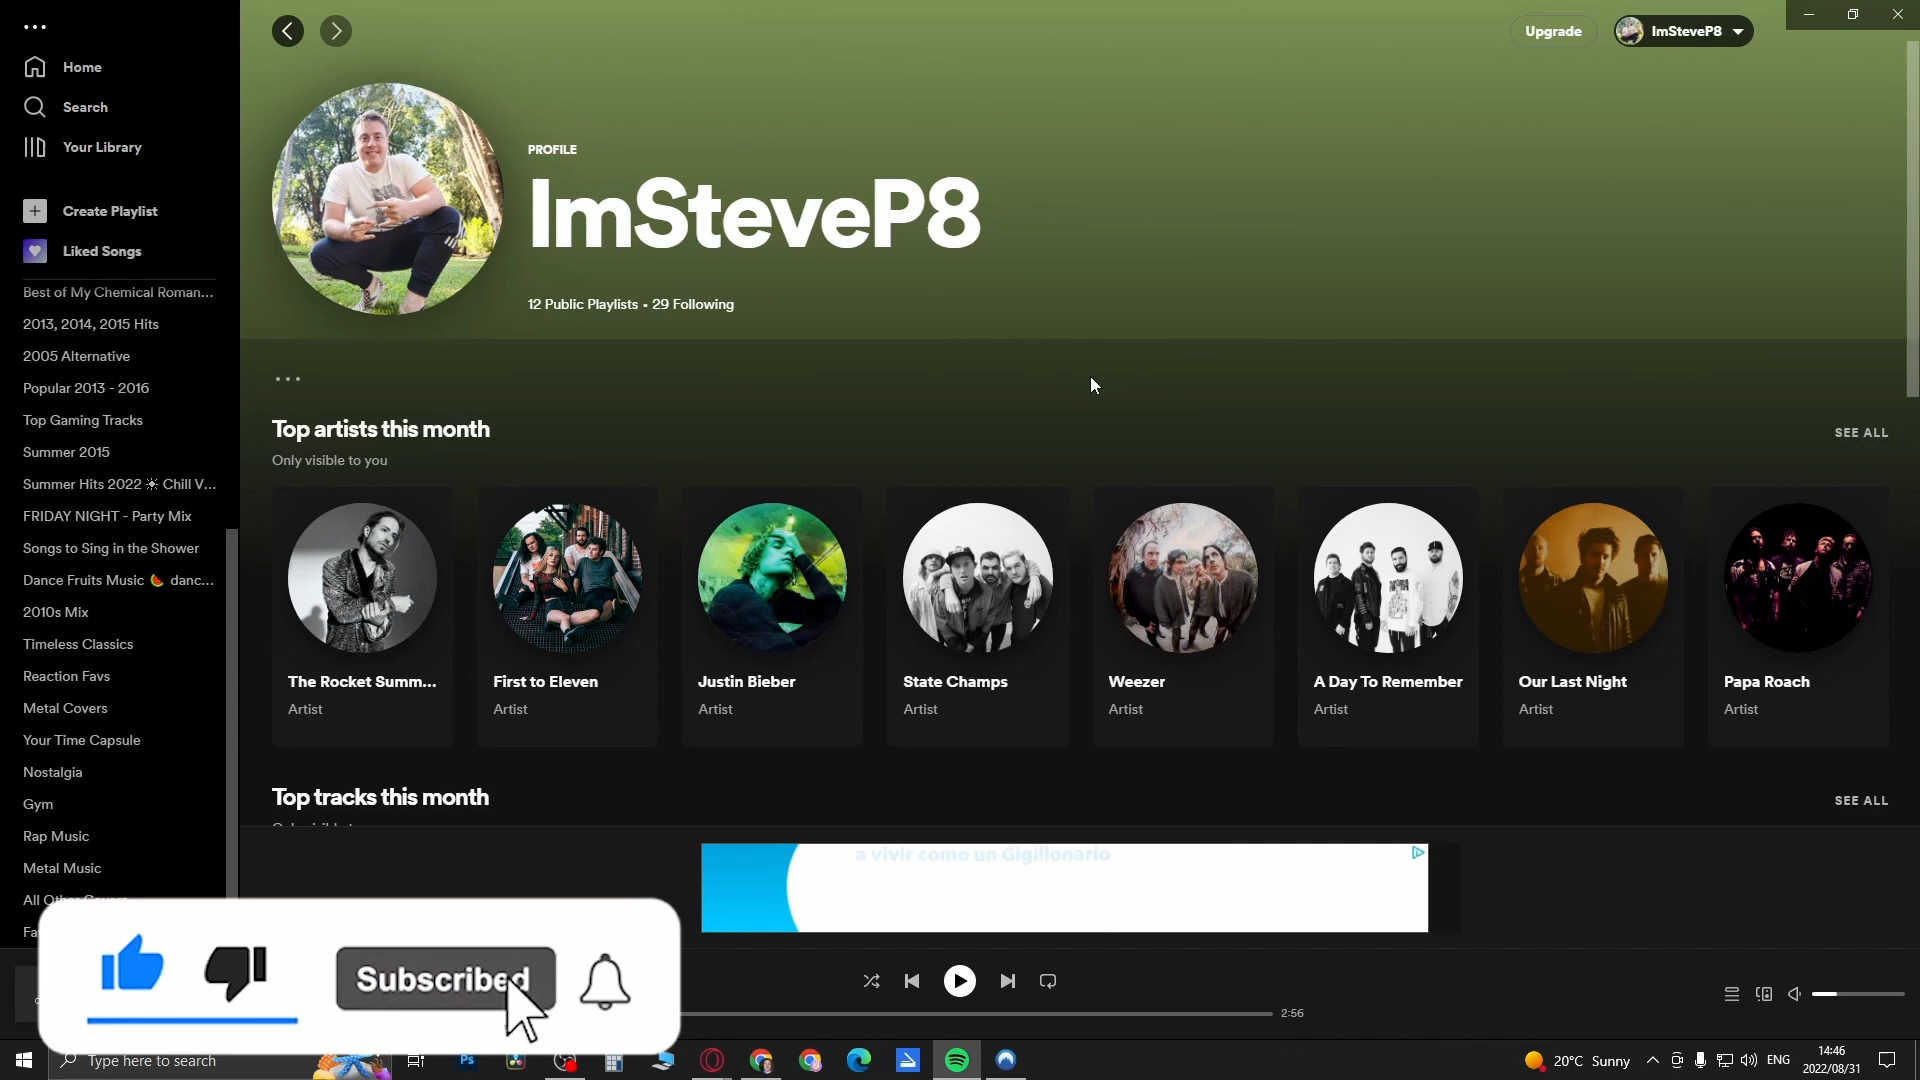 Home
Search
Your Library
Create Playlist
Liked Songs
Best of My Chemical Roman...
2013, 2014, 2015 Hits
2005 Alternative
Popular 2013 - 2016
Top Gaming Tracks
Summer 2015
Summer Hits 2022 ☀ Chill V...
FRIDAY NIGHT - Party Mix
Songs to Sing in the Shower
Dance Fruits Music 🍉 danc...
2010s Mix
Timeless Classics
Reaction Favs
Metal Covers
Your Time Capsule
Nostalgia
Gym
Rap Music
Metal Music
All Other Covers
Upgrade
ImSteveP8
PROFILE
ImSteveP8
12 Public Playlists • 29 Following
Top artists this month
SEE ALL
Only visible to you
The Rocket Summ...
Artist
First to Eleven
Artist
Justin Bieber
Artist
State Champs
Artist
Weezer
Artist
A Day To Remember
Artist
Our Last Night
Artist
Papa Roach
Artist
Top tracks this month
SEE ALL
a vivir como un Gigillonario
Subscribed
2:56
Type here to search
Ps
20°C Sunny
ENG
14:46
2022/08/31